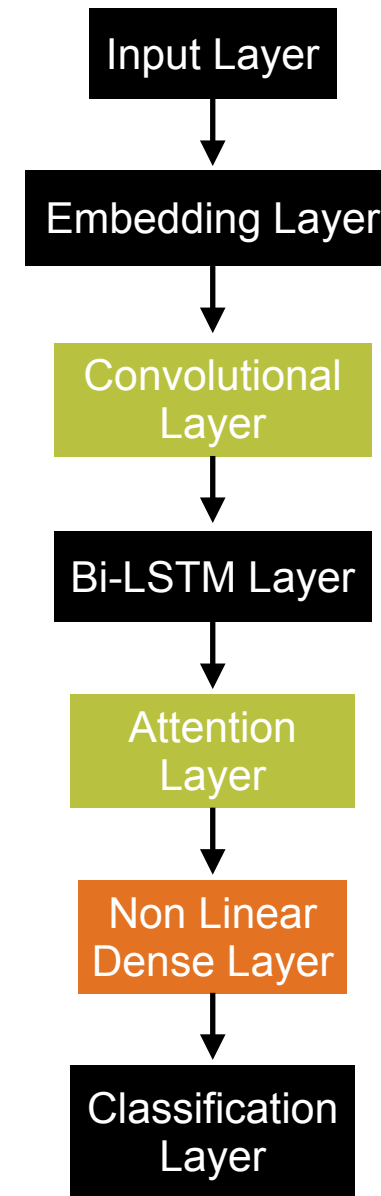 Input Layer
Embedding Layer
Convolutional
Layer
Bi-LSTM Layer
Attention
Layer
Non Linear
Dense Layer
Classification
Layer